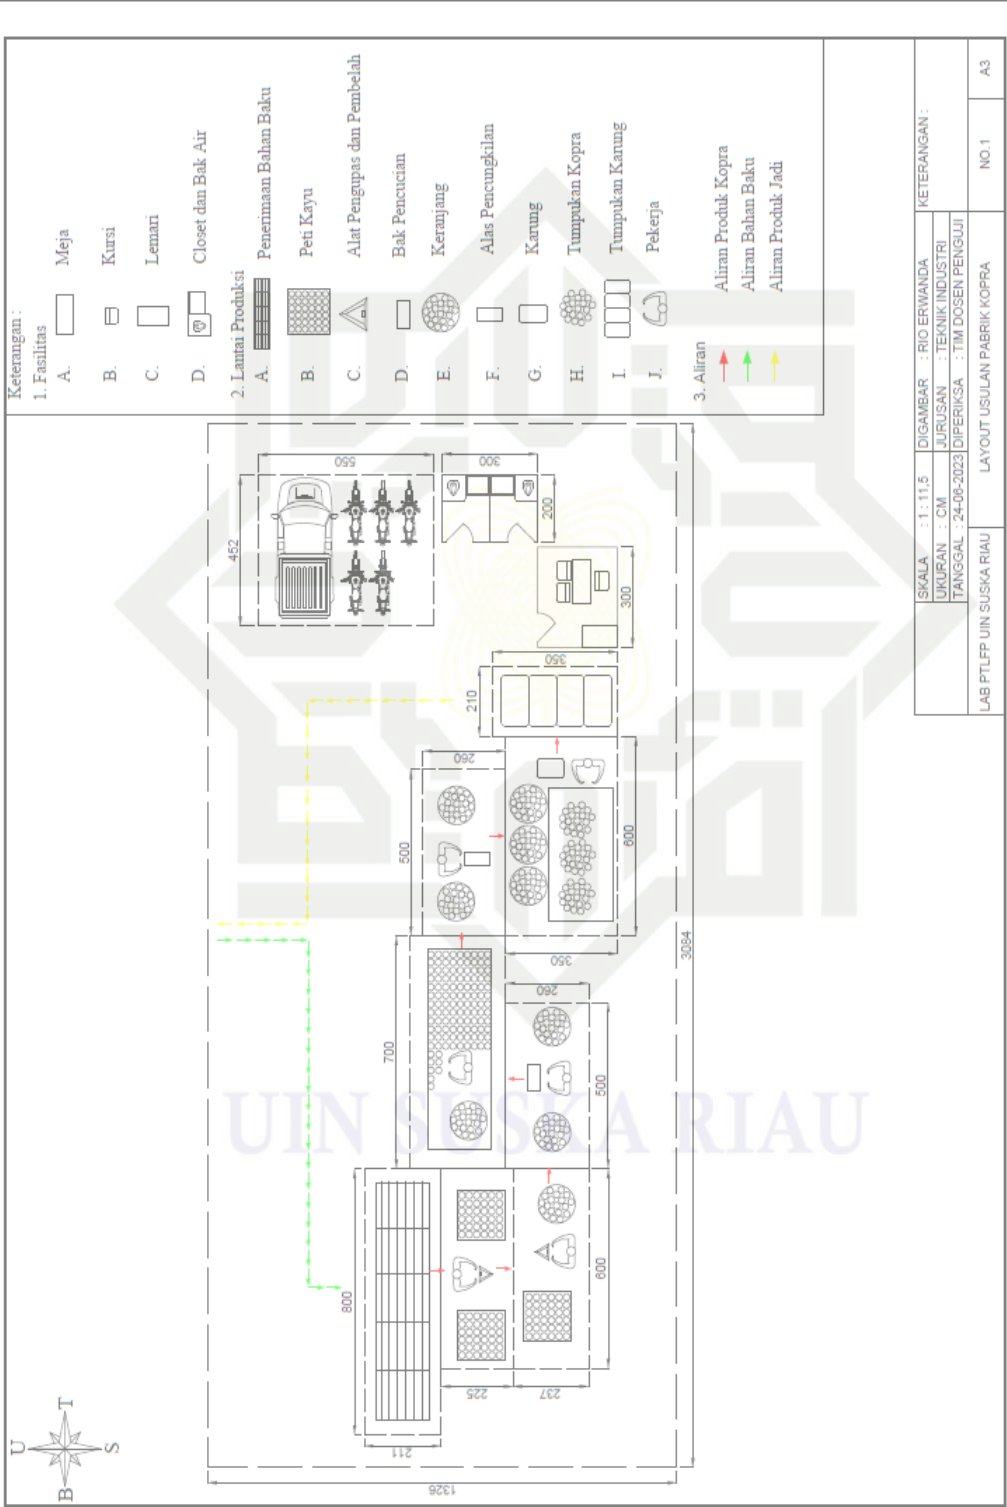 U
B
T
S
Keterangan :
1. Fasilitas
A. Meja
B. Kursi
C. Lemari
D. Closet dan Bak Air
2. Lantai Produksi
A. Penerimaan Bahan Baku
B. Peti Kayu
C. Alat Pengupas dan Pembelah
D. Bak Pencucian
E. Keranjang
F. Alas Pencungkilan
G. Karung
H. Tumpukan Kopra
I. Tumpukan Karung
J. Pekerja
3. Aliran
Aliran Produk Kopra
Aliran Bahan Baku
Aliran Produk Jadi
1326
3084
211
800
225
237
600
700
500
260
350
500
260
600
210
350
300
452
550
300
200
UIN SUSKA RIAU
SKALA : 1 : 11,5
UKURAN : CM
TANGGAL : 24-06-2023
DIGAMBAR : RIO ERWANDA
JURUSAN : TEKNIK INDUSTRI
DIPERIKSA : TIM DOSEN PENGUJI
KETERANGAN :
LAB PTLFP UIN SUSKA RIAU
LAYOUT USULAN PABRIK KOPRA
NO.1
A3